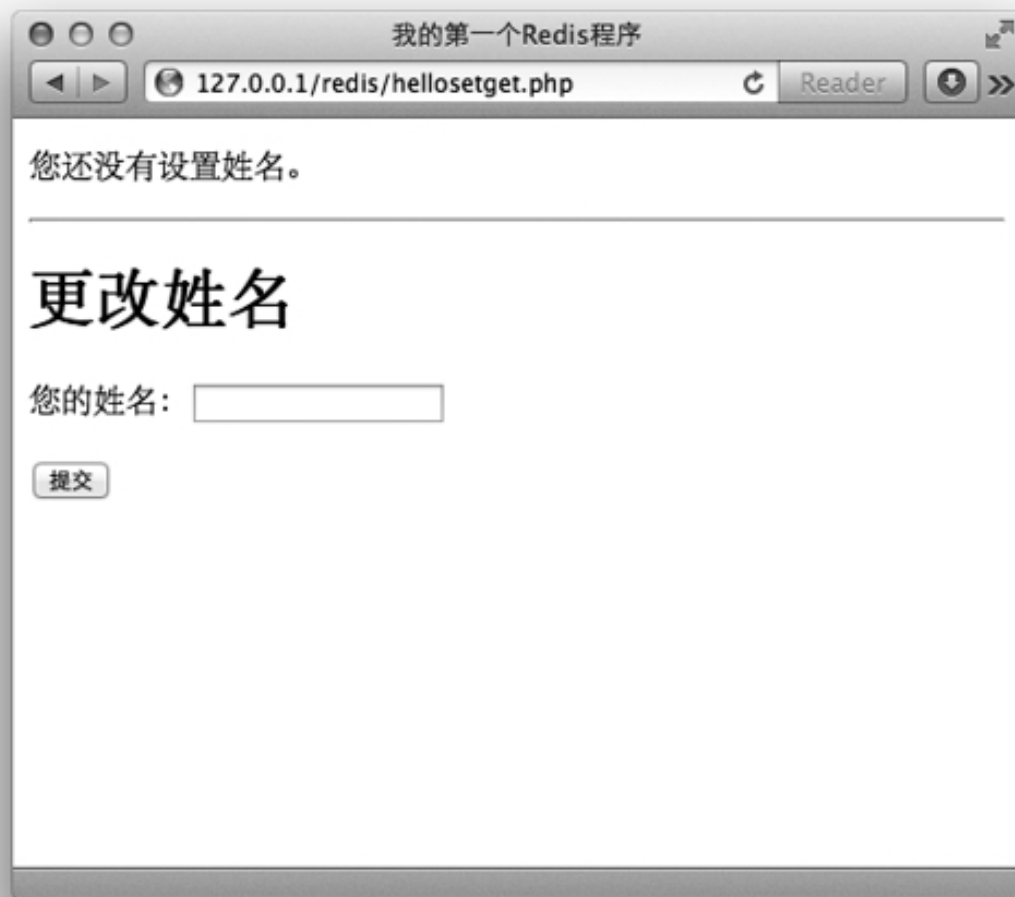 我的第一个Redis程序
127.0.0.1/redis/hellosetget.php
Reader
您还没有设置姓名。
更改姓名
您的姓名：
提交